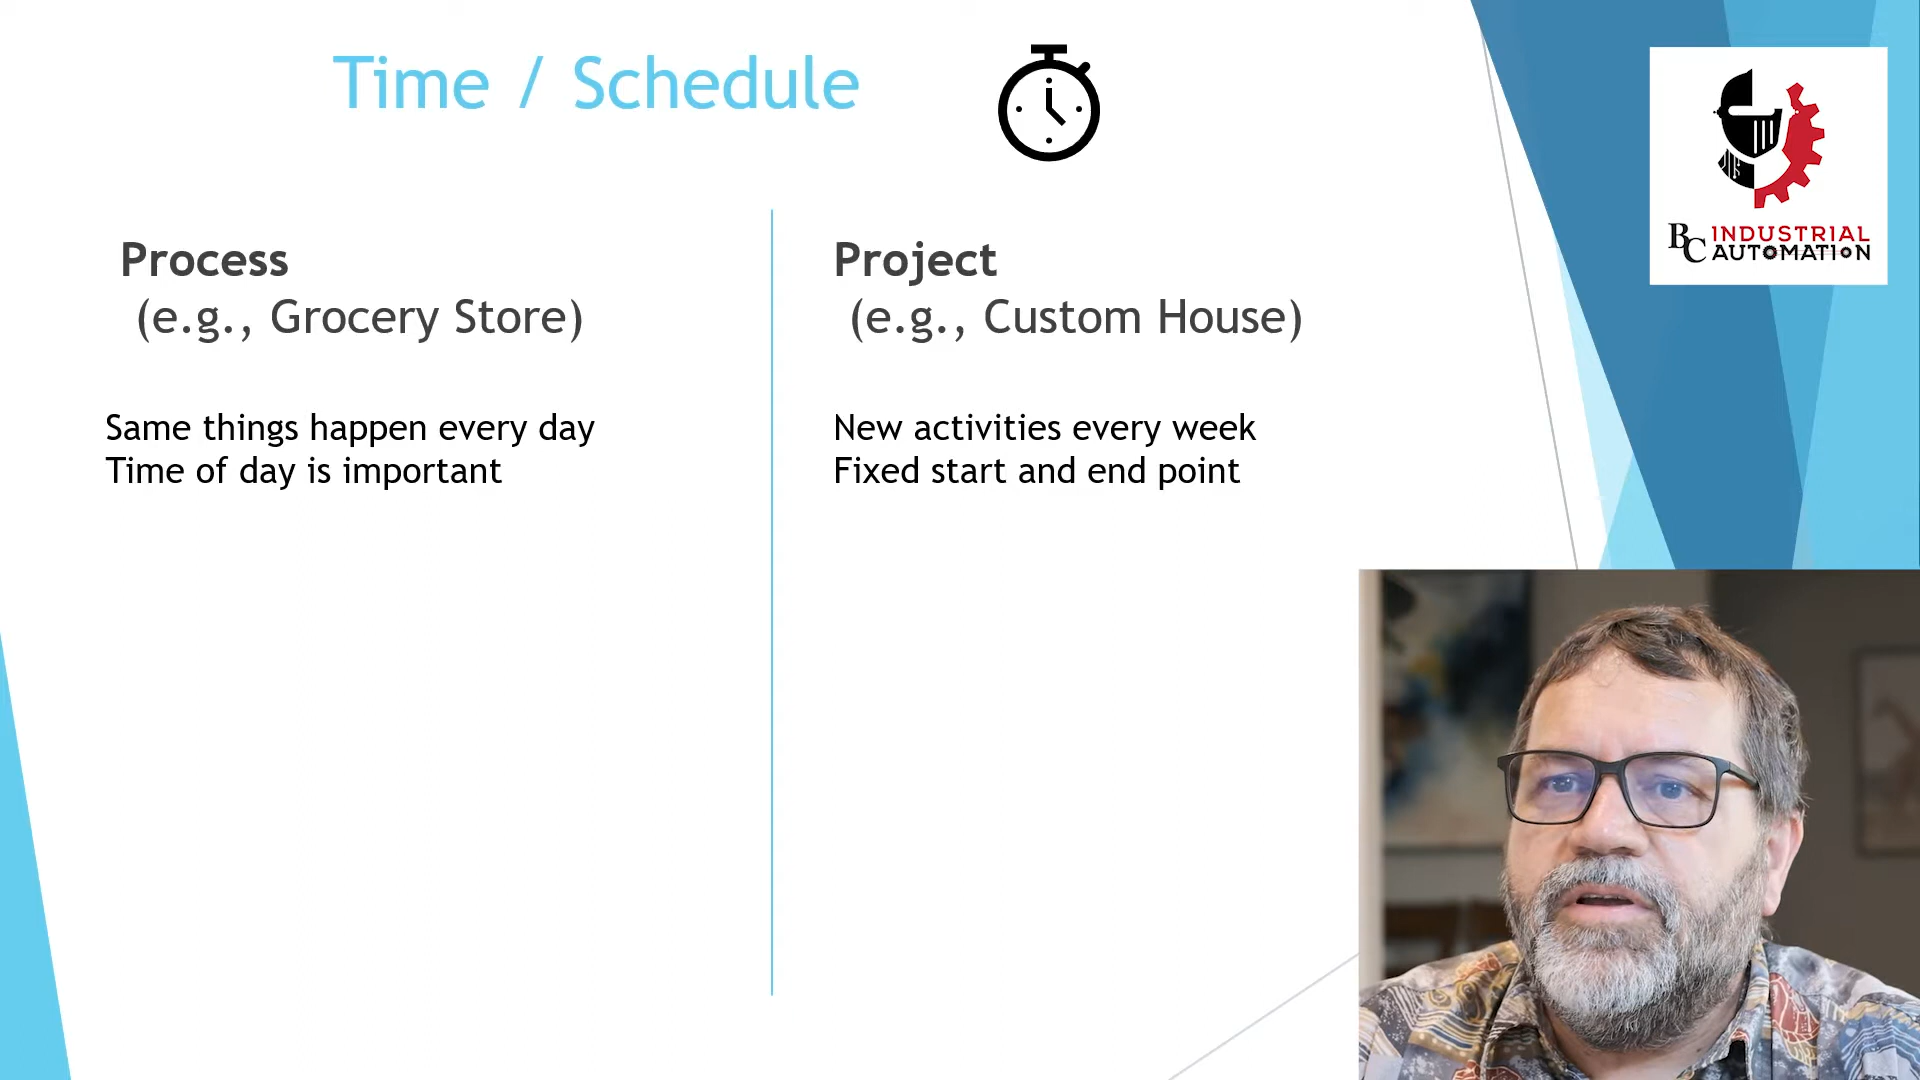 Time / Schedule
Process
(e.g., Grocery Store)
Same things happen every day
Time of day is important
Project
(e.g., Custom House)
New activities every week
Fixed start and end point
BC INDUSTRIAL
AUTOMATION